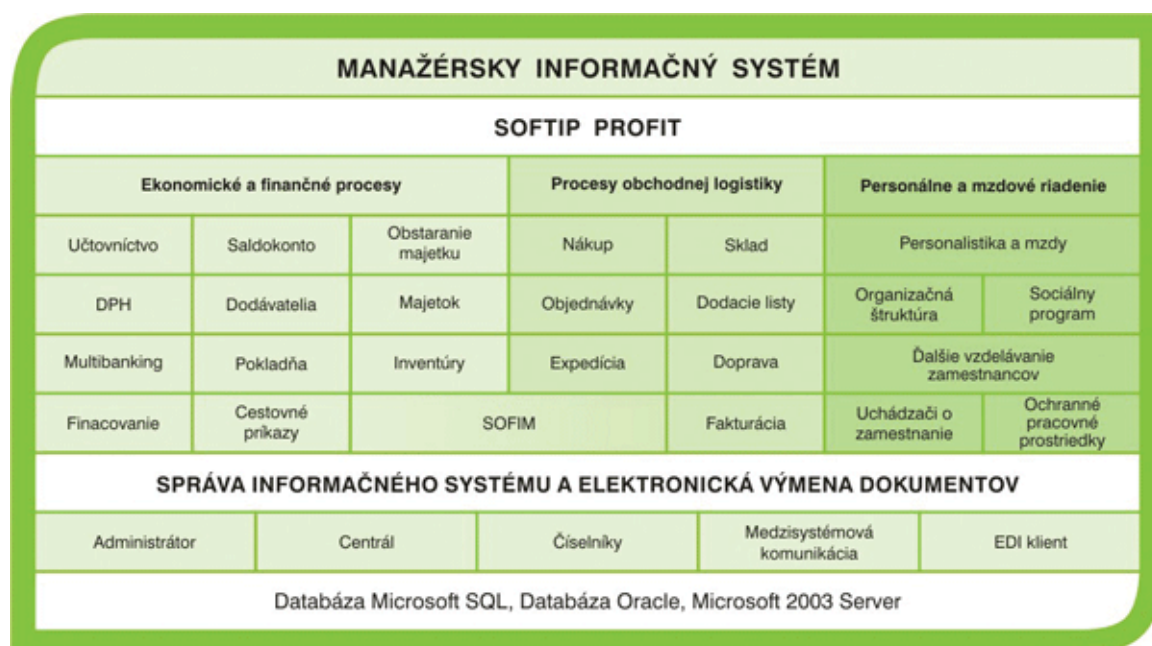 MANAŽÉRSKY INFORMAČNÝ SYSTÉM
SOFTIP PROFIT
Ekonomické a finančné procesy
Procesy obchodnej logistiky
Personálne a mzdové riadenie
Učtovníctvo
Saldokonto
Obstaranie
majetku
Nákup
Sklad
Personalistika a mzdy
DPH
Dodávatelia
Majetok
Objednávky
Dodacie listy
Organizačná
štruktúra
Sociálny
program
Multibanking
Pokladňa
Inventúry
Expedícia
Doprava
Ďalšie vzdelávanie
zamestnancov
Finacovanie
Cestovné
príkazy
SOFIM
Fakturácia
Uchádzači o
zamestnanie
Ochranné
pracovné
prostriedky
SPRÁVA INFORMAČNÉHO SYSTÉMU A ELEKTRONICKÁ VÝMENA DOKUMENTOV
Administrátor
Centrál
Číselníky
Medzisystémová
komunikácia
EDI klient
Databáza Microsoft SQL, Databáza Oracle, Microsoft 2003 Server